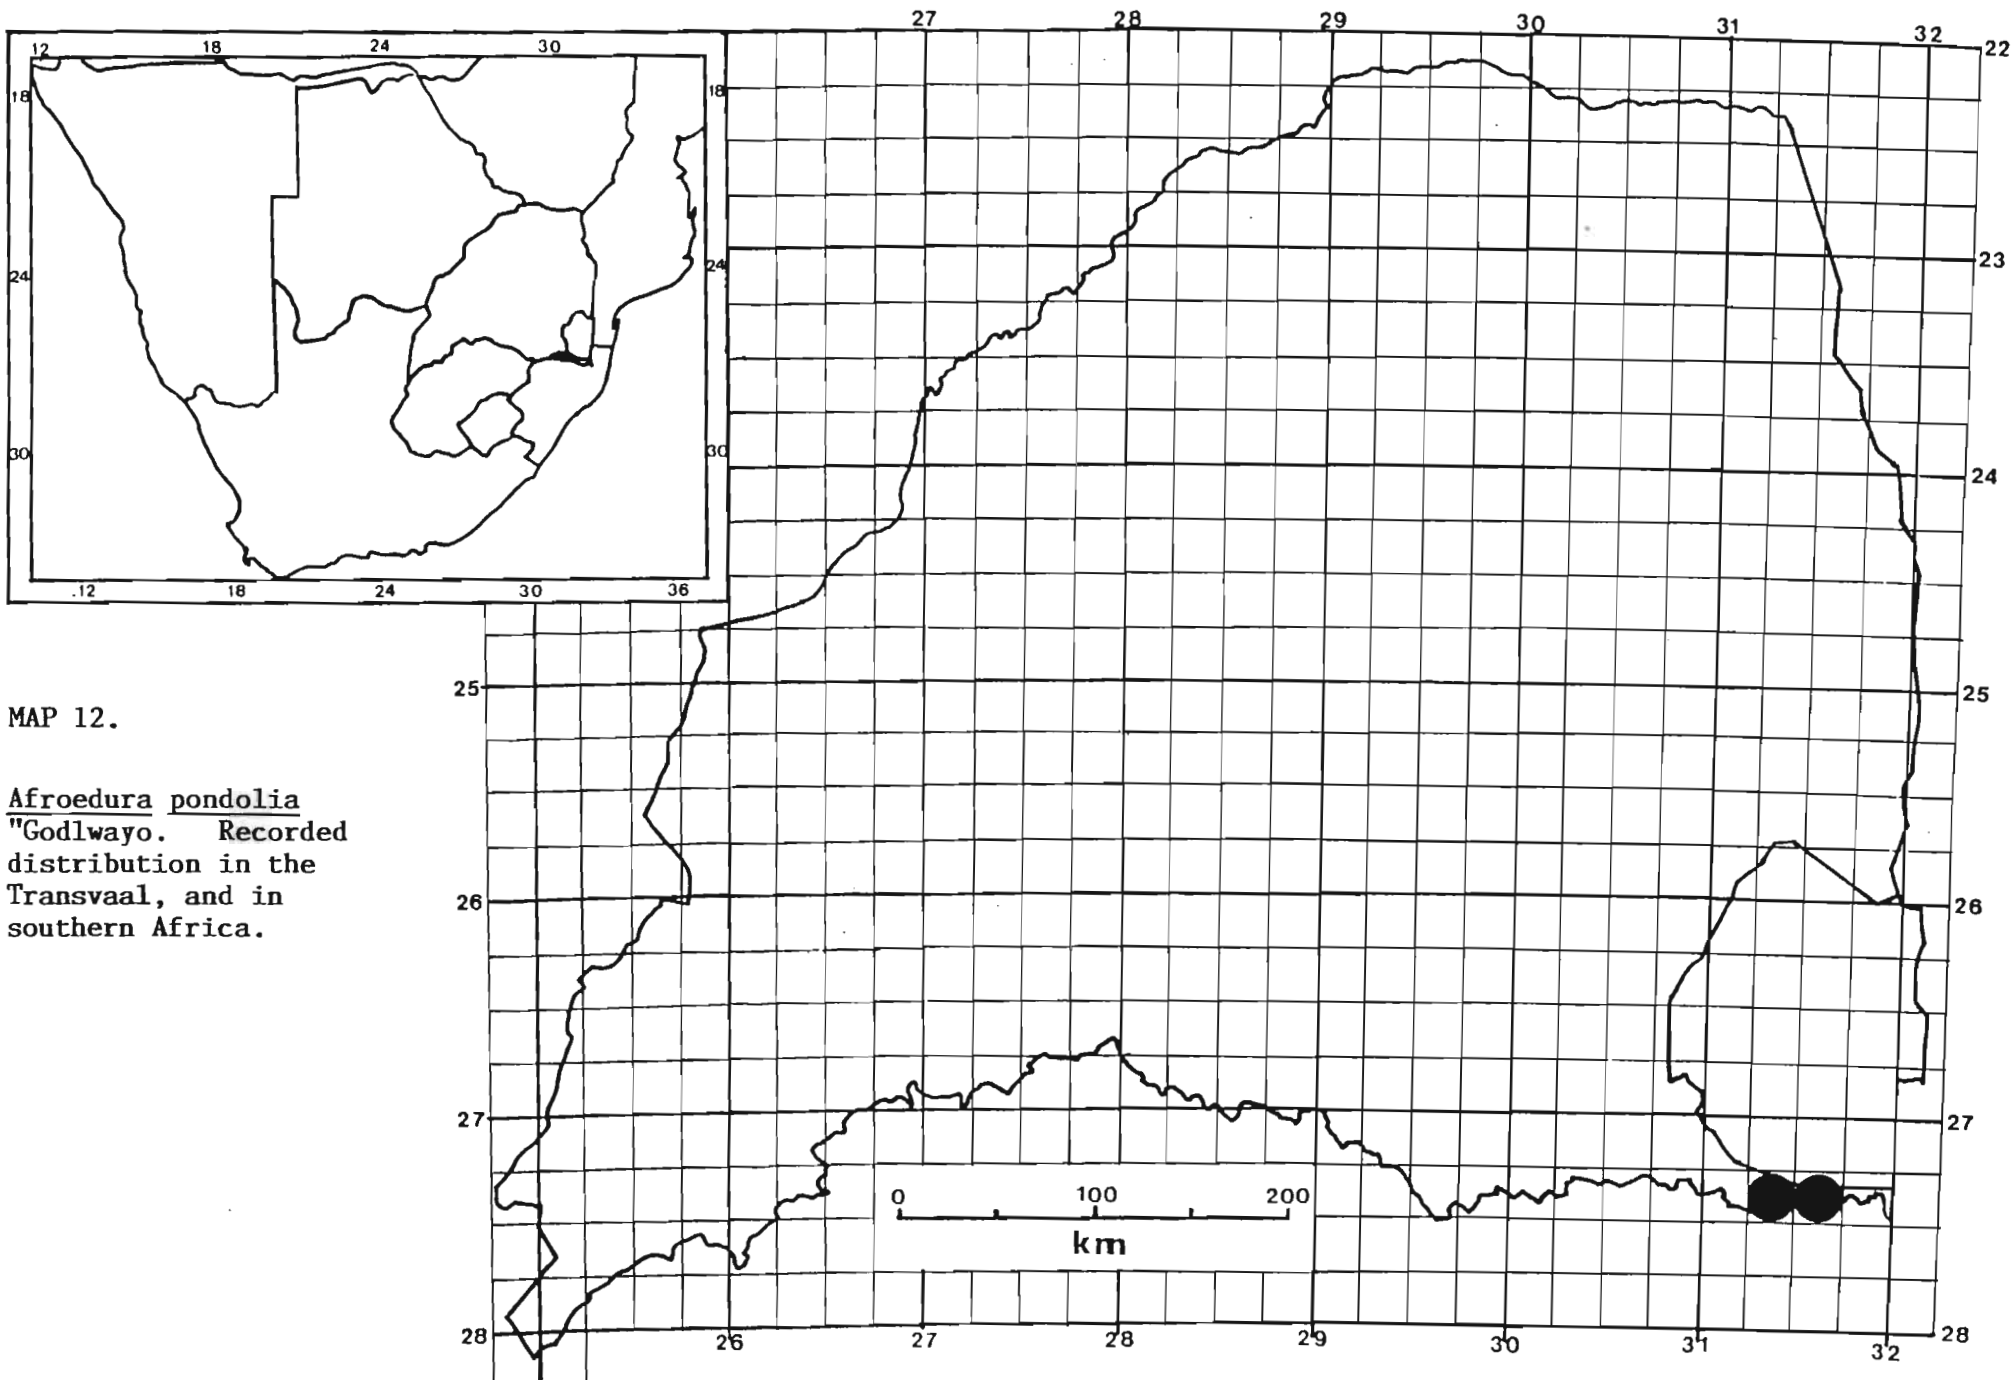 27 28 29 30 31 32
22
12 18 24 30
18 18
23
24 24
24
30 30
.12 18 24 30 36
25 25
MAP 12.
Afroedura pondolia
"Godlwayo. Recorded
distribution in the
Transvaal, and in
southern Africa.
26 26
27 27
0 100 200
km
28 28
26 27 28 29 30 31 32